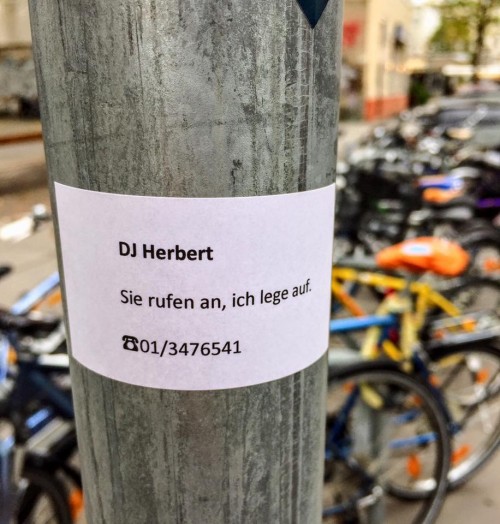 DJ Herbert
Sie rufen an, ich lege auf.
☎01/3476541